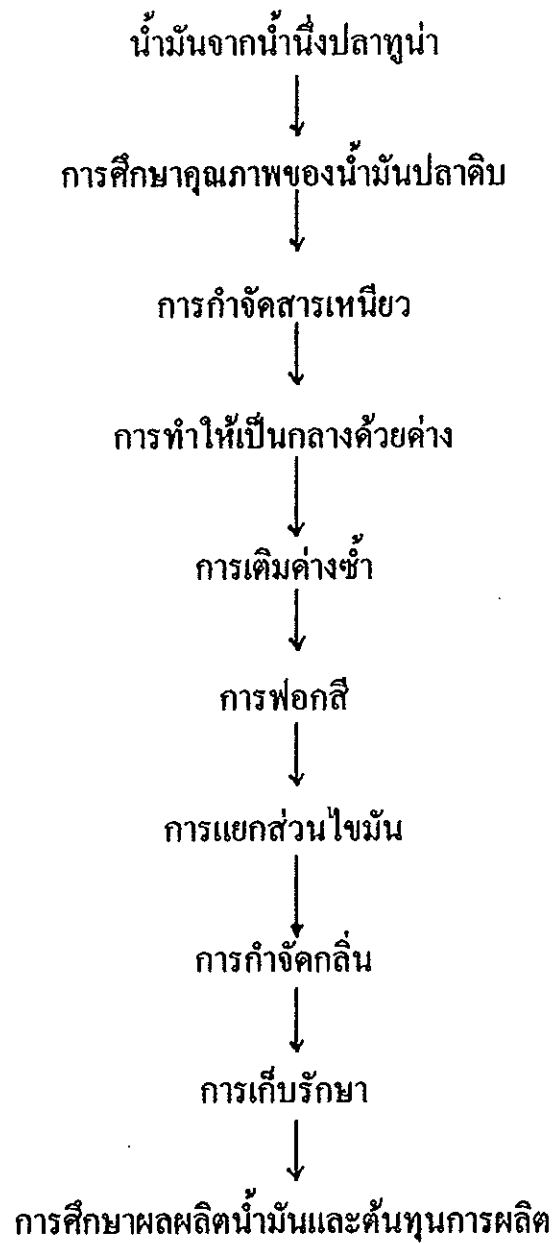 น้ำมันจากน้ำนึ่งปลาทูน่า
การศึกษาคุณภาพของน้ำมันปลาดิบ
การกำจัดสารเหนียว
การทำให้เป็นกลางด้วยด่าง
การเติมด่างซ้ำ
การฟอกสี
การแยกส่วนไขมัน
การกำจัดกลิ่น
การเก็บรักษา
การศึกษาผลผลิตน้ำมันและต้นทุนการผลิต